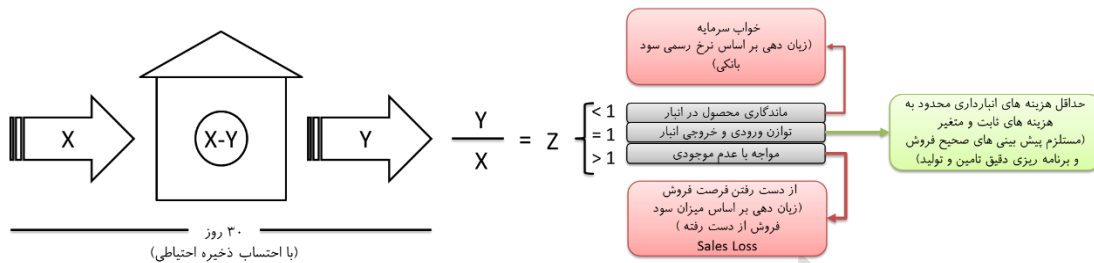 X
X-Y
Y
۳۰ روز
(با احتساب ذخیره احتیاطی)
Y
X
= Z
< 1
= 1
> 1
خواب سرمایه
(زیان دهی بر اساس نرخ رسمی سود
بانکی)
ماندگاری محصول در انبار
توازن ورودی و خروجی انبار
مواجه با عدم موجودی
از دست رفتن فرصت فروش
(زیان دهی بر اساس میزان سود
فروش از دست رفته )
Sales Loss
حداقل هزینه های انبارداری محدود به
هزینه های ثابت و متغیر
(مستلزم پیش بینی های صحیح فروش
و برنامه ریزی دقیق تامین و تولید)